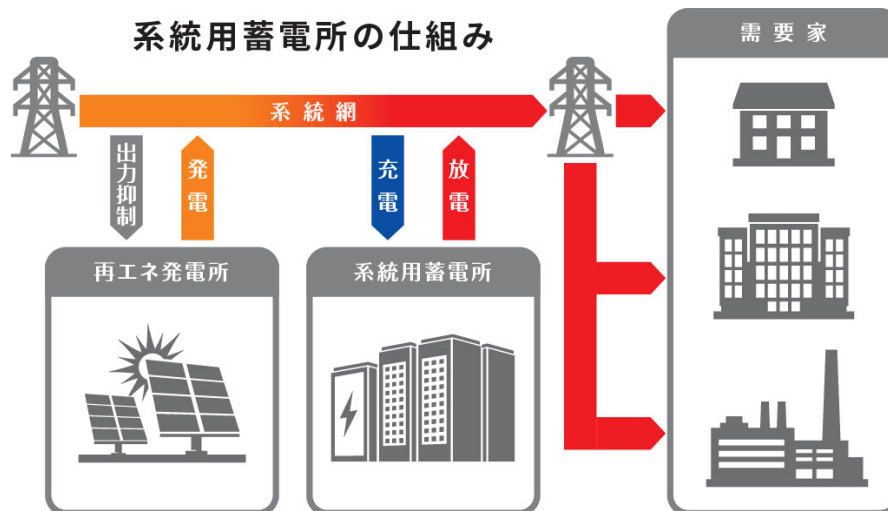 系統用蓄電所の仕組み
需要家
系統網
出力抑制
発電
充電
放電
再エネ発電所
系統用蓄電所